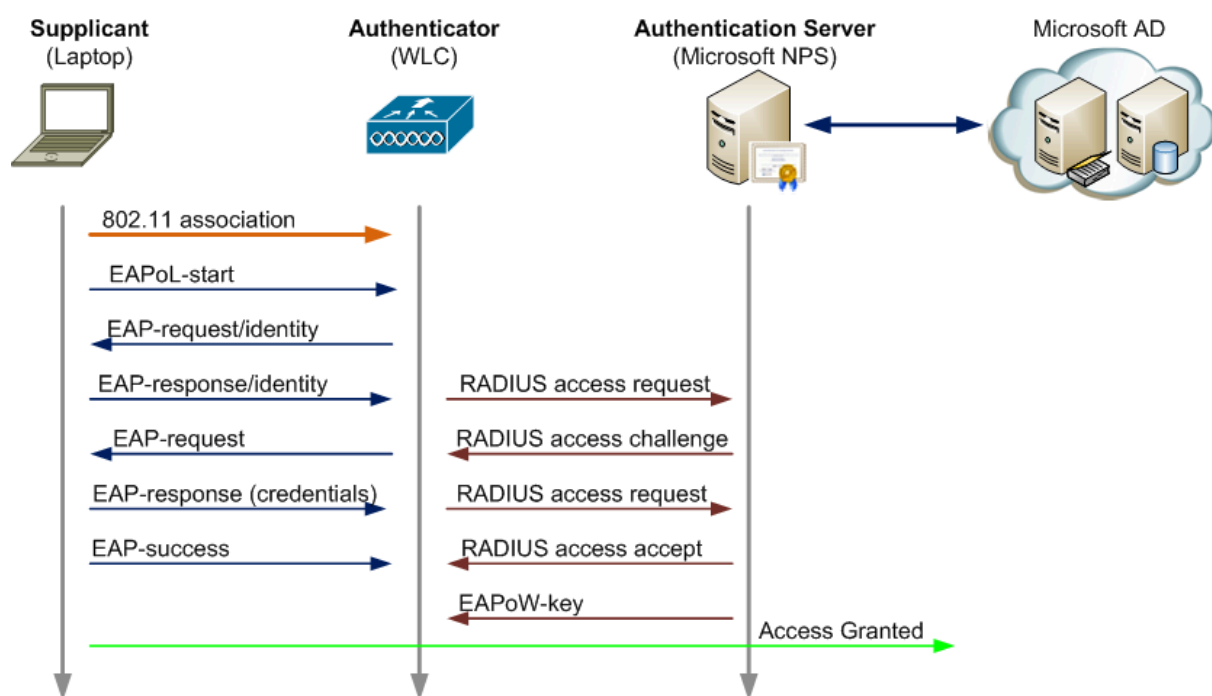 Supplicant
(Laptop)
Authenticator
(WLC)
Authentication Server
(Microsoft NPS)
Microsoft AD
802.11 association
EAPoL-start
EAP-request/identity
EAP-response/identity
RADIUS access request
EAP-request
RADIUS access challenge
EAP-response (credentials)
RADIUS access request
EAP-success
RADIUS access accept
EAPoW-key
Access Granted